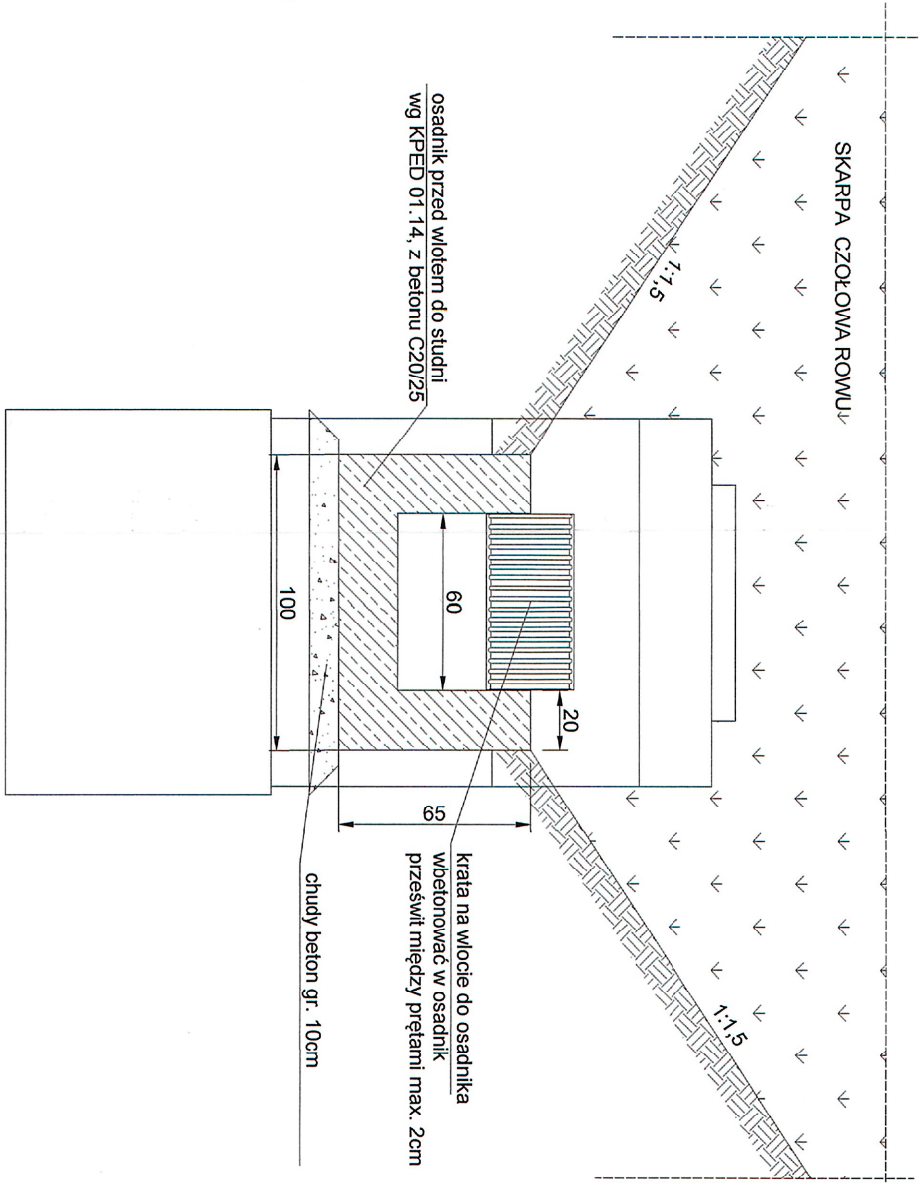 SKARPA CZOŁOWA ROWU
1:1,5
1:1,5
osadnik przed wlotem do studni
wg KPED 01.14, z betonu C20/25
20
60
100
65
krata na wlocie do osadnika
wbetonować w osadnik
prześwit między prętami max. 2cm
chudy beton gr. 10cm